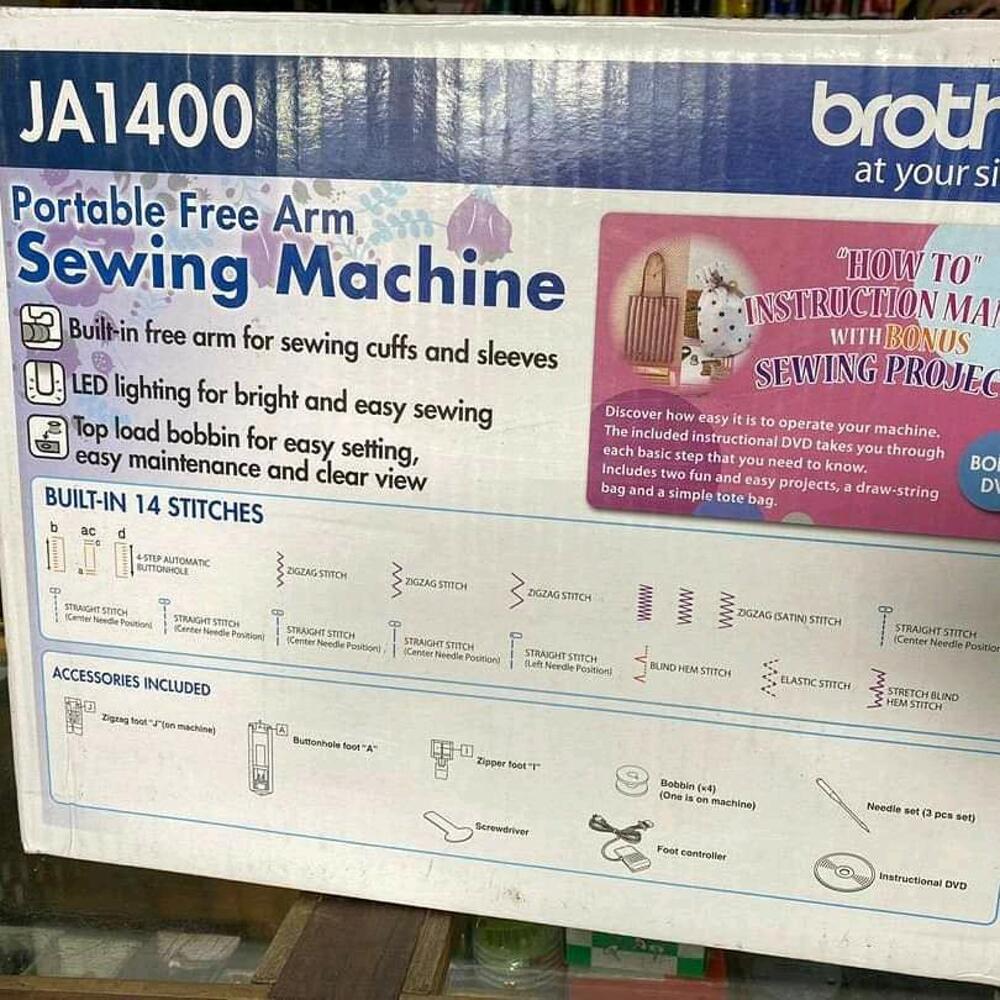 JA1400
broth
at your si
Portable Free Arm
Sewing Machine
Built-in free arm for sewing cuffs and sleeves
LED lighting for bright and easy sewing
Top load bobbin for easy setting,
easy maintenance and clear view
"HOW TO"
INSTRUCTION MAN
WITH BONUS
SEWING PROJEC
Discover how easy it is to operate your machine.
The included instructional DVD takes you through
each basic step that you need to know.
Includes two fun and easy projects, a draw-string
bag and a simple tote bag.
BO
DV
BUILT-IN 14 STITCHES
b ac d
c
a
4-STEP AUTOMATIC
BUTTONHOLE
ZIGZAG STITCH
ZIGZAG STITCH
ZIGZAG STITCH
ZIGZAG (SATIN) STITCH
STRAIGHT STITCH
(Center Needle Position
STRAIGHT STITCH
(Center Needle Position)
STRAIGHT STITCH
(Center Needle Position)
STRAIGHT STITCH
(Center Needle Position)
STRAIGHT STITCH
(Center Needle Position)
STRAIGHT STITCH
(Left Needle Position)
BLIND HEM STITCH
ELASTIC STITCH
STRETCH BLIND
HEM STITCH
ACCESSORIES INCLUDED
J
Zigzag foot "J"(on machine)
A
Buttonhole foot "A"
I
Zipper foot "I"
Bobbin (×4)
(One is on machine)
Needle set (3 pcs set)
Screwdriver
Foot controller
Instructional DVD